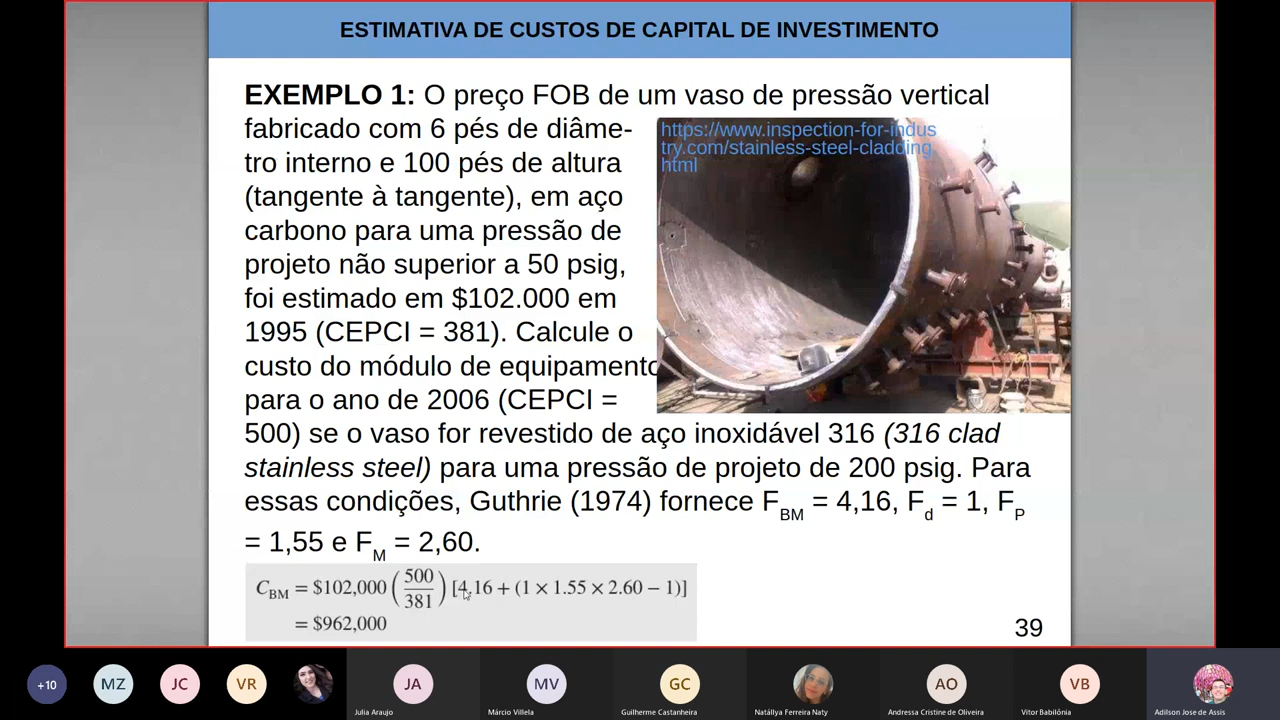 ESTIMATIVA DE CUSTOS DE CAPITAL DE INVESTIMENTO
EXEMPLO 1: O preço FOB de um vaso de pressão vertical
fabricado com 6 pés de diâme-
tro interno e 100 pés de altura
(tangente à tangente), em aço
carbono para uma pressão de
projeto não superior a 50 psig,
foi estimado em $102.000 em
1995 (CEPCI = 381). Calcule o
custo do módulo de equipamento
para o ano de 2006 (CEPCI =
500) se o vaso for revestido de aço inoxidável 316 (316 clad
stainless steel) para uma pressão de projeto de 200 psig. Para
essas condições, Guthrie (1974) fornece F_BM = 4,16, F_d = 1, F_P
= 1,55 e F_M = 2,60.
https://www.inspection-for-indus
try.com/stainless-steel-cladding.
html
C_BM = $102,000 (500/381) [4.16 + (1 × 1.55 × 2.60 − 1)]
= $962,000
39
+10
MZ
JC
VR
JA
Julia Araujo
MV
Márcio Villela
GC
Guilherme Castanheira
Natállya Ferreira Naty
AO
Andressa Cristine de Oliveira
VB
Vitor Babilônia
Adilson Jose de Assis